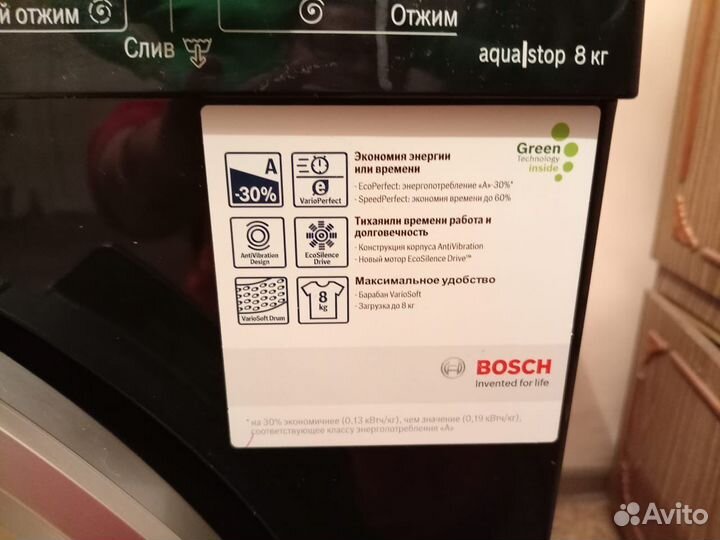 й отжим
Отжим
Слив
aqua|stop 8 кг
A
-30%
VarioPerfect
Экономия энергии
или времени
- EcoPerfect: энергопотребление «А»-30%*
- SpeedPerfect: экономия времени до 60%
Green
Technology
inside
AntiVibration
Design
EcoSilence
Drive
Тихаяили времени работа и
долговечность
- Конструкция корпуса AntiVibration
- Новый мотор EcoSilence Drive™
VarioSoft Drum
8
kg
Максимальное удобство
- Барабан VarioSoft
- Загрузка до 8 кг
BOSCH
Invented for life
*на 30% экономичнее (0,13 кВтч/кг), чем значение (0,19 кВтч/кг),
соответствующее классу энергопотребления «А»
Avito